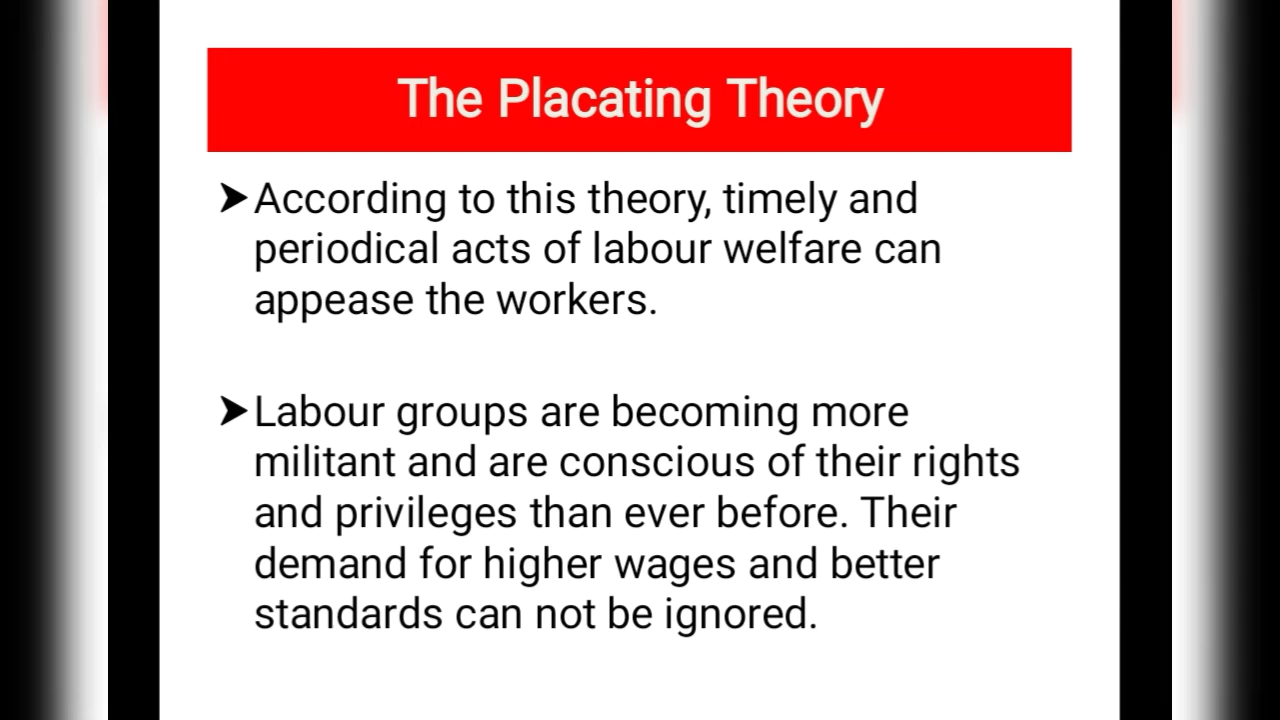 The Placating Theory
➤According to this theory, timely and
periodical acts of labour welfare can
appease the workers.
➤Labour groups are becoming more
militant and are conscious of their rights
and privileges than ever before. Their
demand for higher wages and better
standards can not be ignored.